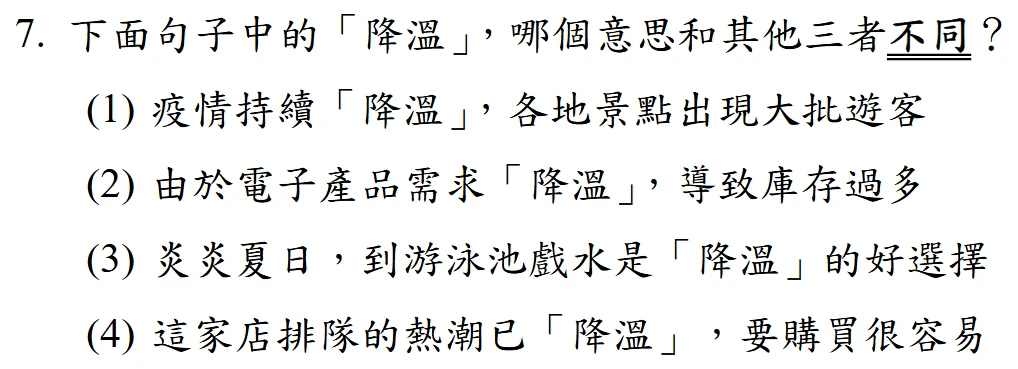 7. 下面句子中的「降溫」，哪個意思和其他三者不同？
(1) 疫情持續「降溫」，各地景點出現大批遊客
(2) 由於電子產品需求「降溫」，導致庫存過多
(3) 炎炎夏日，到游泳池戲水是「降溫」的好選擇
(4) 這家店排隊的熱潮已「降溫」，要購買很容易